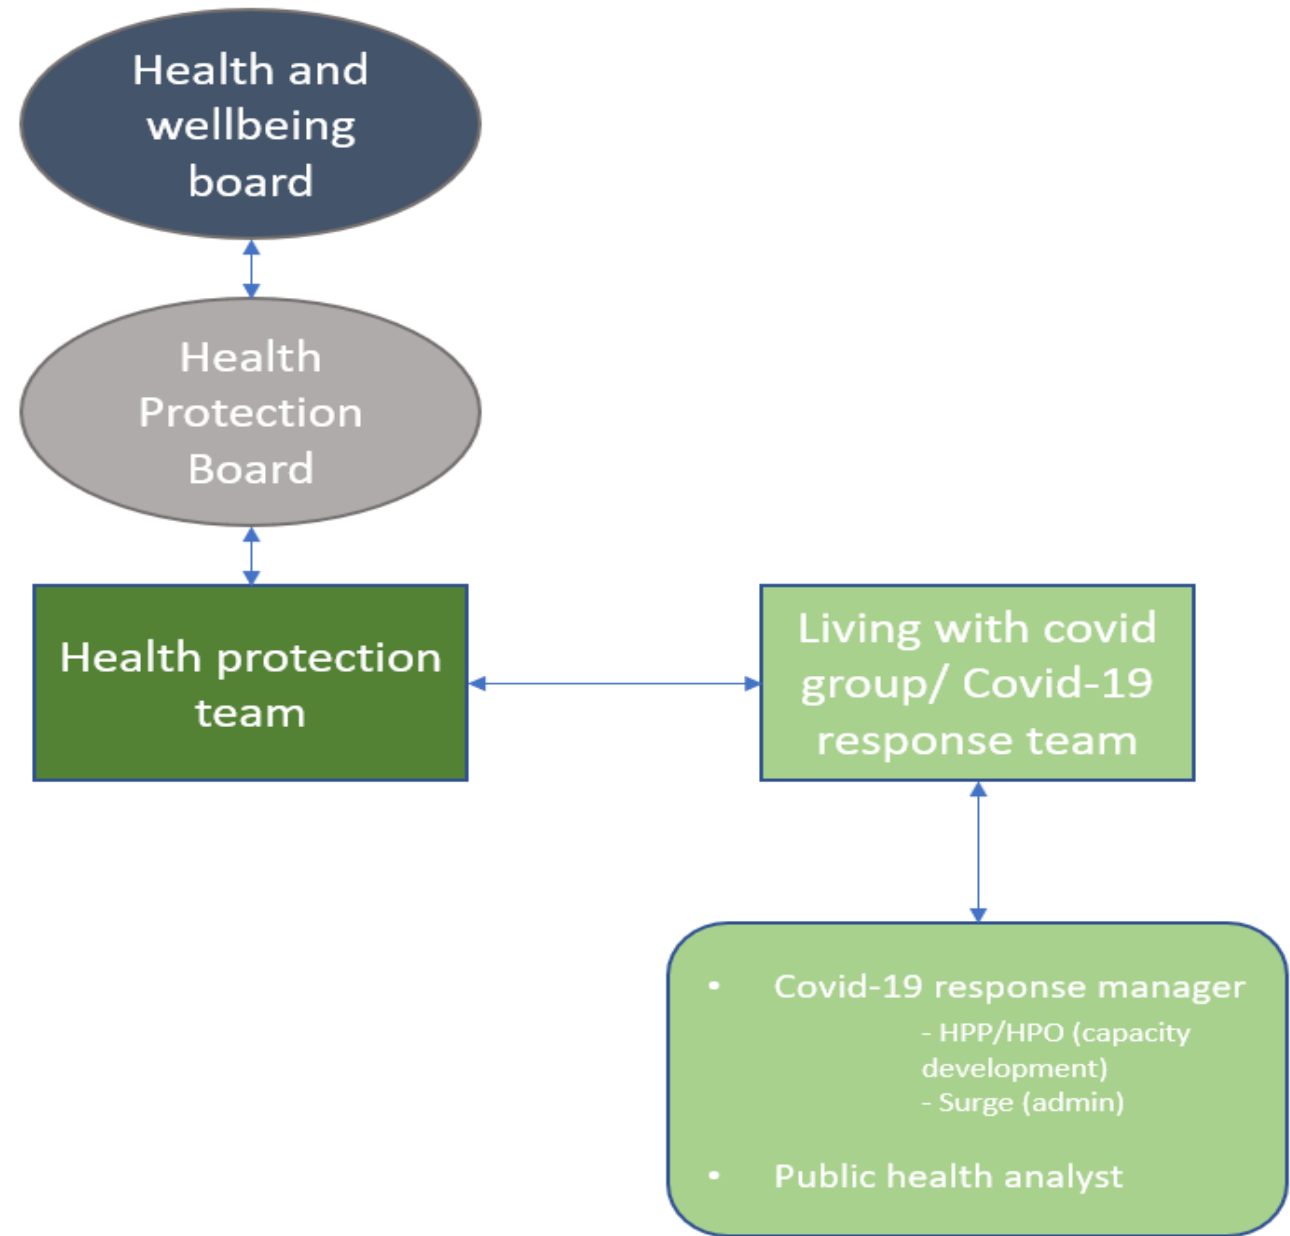 Health and
wellbeing
board
Health
Protection
Board
Health protection
team
Living with covid
group/ Covid-19
response team
• Covid-19 response manager
- HPP/HPO (capacity
development)
- Surge (admin)
• Public health analyst